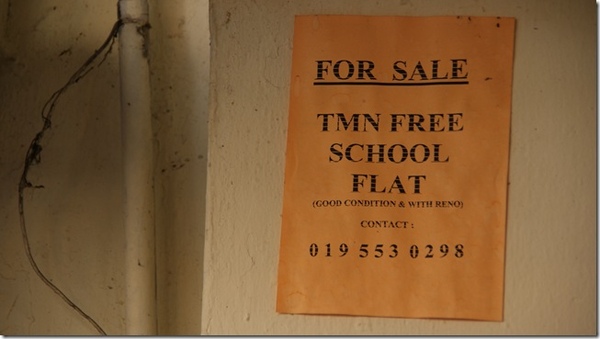 FOR SALE
TMN FREE
SCHOOL
FLAT
(GOOD CONDITION & WITH RENO)
CONTACT :
019 553 0298